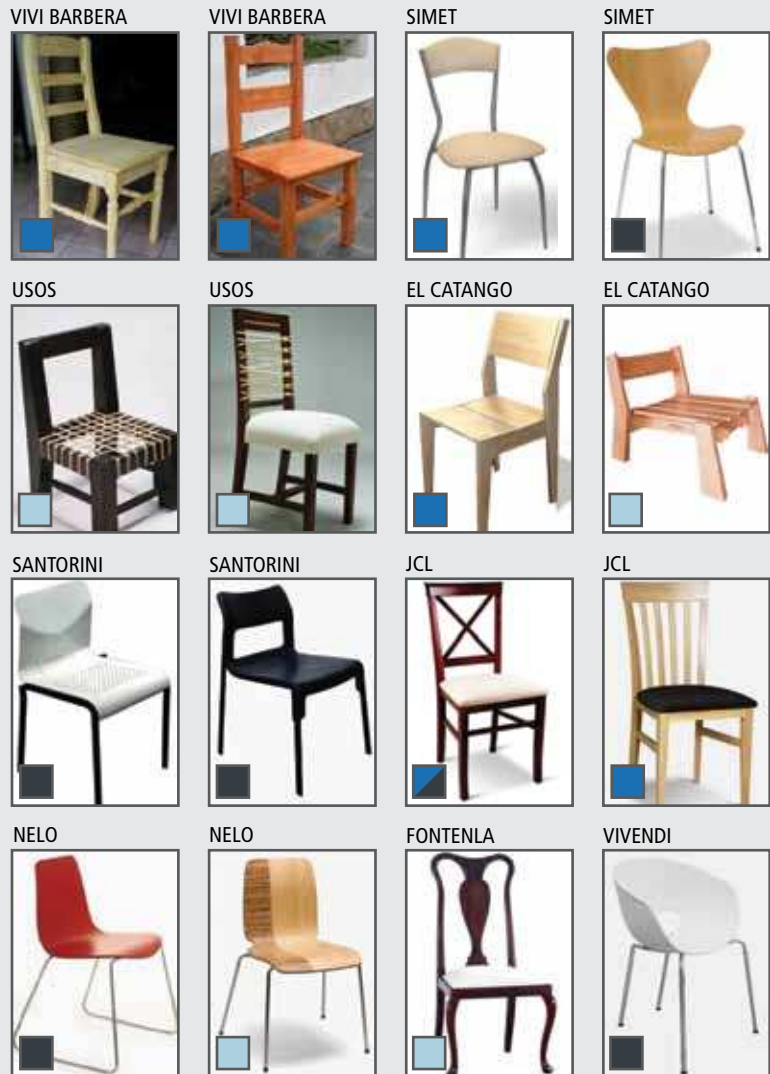 VIVI BARBERA
VIVI BARBERA
SIMET
SIMET
USOS
USOS
EL CATANGO
EL CATANGO
SANTORINI
SANTORINI
JCL
JCL
NELO
NELO
FONTENLA
VIVENDI